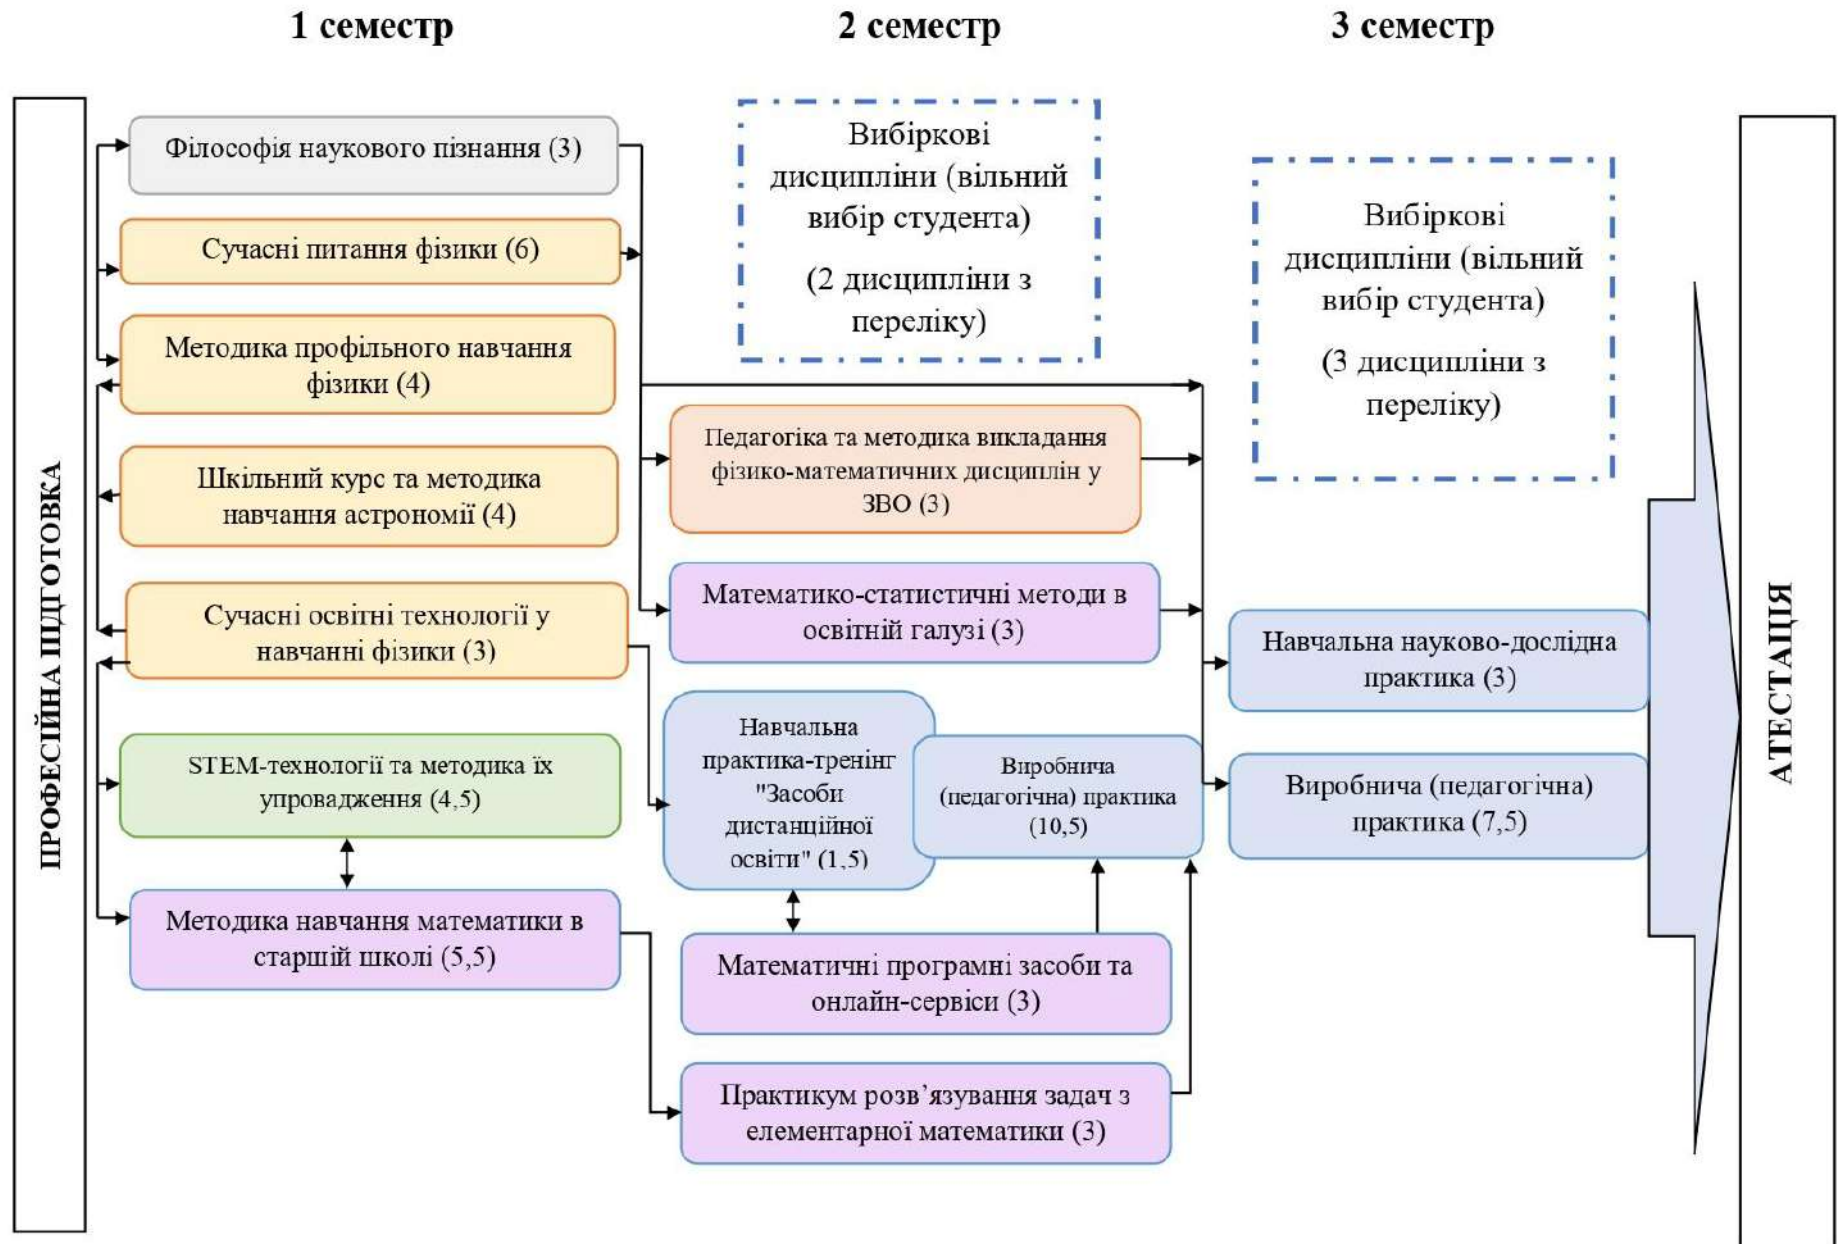 1 семестр
2 семестр
3 семестр
ПРОФЕСІЙНА ПІДГОТОВКА
Філософія наукового пізнання (3)
Сучасні питання фізики (6)
Методика профільного навчання
фізики (4)
Шкільний курс та методика
навчання астрономії (4)
Сучасні освітні технології у
навчанні фізики (3)
STEM-технології та методика їх
упровадження (4,5)
Методика навчання математики в
старшій школі (5,5)
Вибіркові
дисципліни (вільний
вибір студента)
(2 дисципліни з
переліку)
Педагогіка та методика викладання
фізико-математичних дисциплін у
ЗВО (3)
Математико-статистичні методи в
освітній галузі (3)
Навчальна
практика-тренінг
"Засоби
дистанційної
освіти" (1,5)
Виробнича
(педагогічна) практика
(10,5)
Математичні програмні засоби та
онлайн-сервіси (3)
Практикум розв’язування задач з
елементарної математики (3)
Вибіркові
дисципліни (вільний
вибір студента)
(3 дисципліни з
переліку)
Навчальна науково-дослідна
практика (3)
Виробнича (педагогічна)
практика (7,5)
АТЕСТАЦІЯ